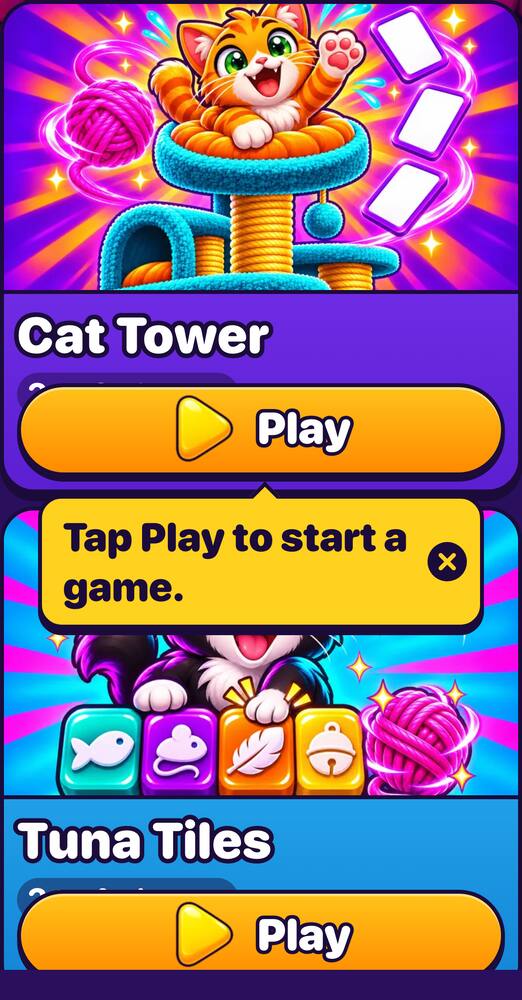 Cat Tower
Play
Tap Play to start a
game.
Tuna Tiles
Play